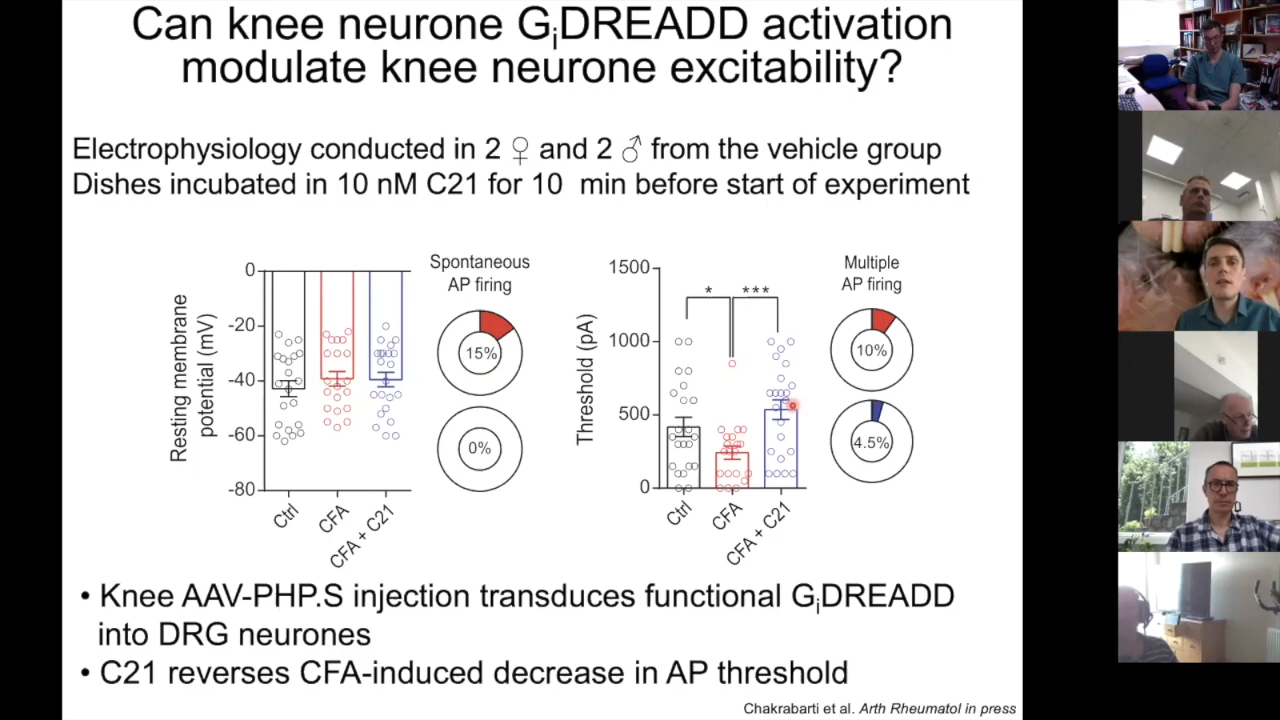 Can knee neurone GiDREADD activation
modulate knee neurone excitability?
Electrophysiology conducted in 2 ♀ and 2 ♂ from the vehicle group
Dishes incubated in 10 nM C21 for 10 min before start of experiment
Resting membrane
potential (mV)
0
-20
-40
-60
-80
Ctrl
CFA
CFA + C21
Spontaneous
AP firing
15%
0%
Threshold (pA)
1500
1000
500
0
* ***
Ctrl
CFA
CFA + C21
Multiple
AP firing
10%
4.5%
• Knee AAV-PHP.S injection transduces functional GiDREADD
into DRG neurones
• C21 reverses CFA-induced decrease in AP threshold
Chakrabarti et al. Arth Rheumatol in press